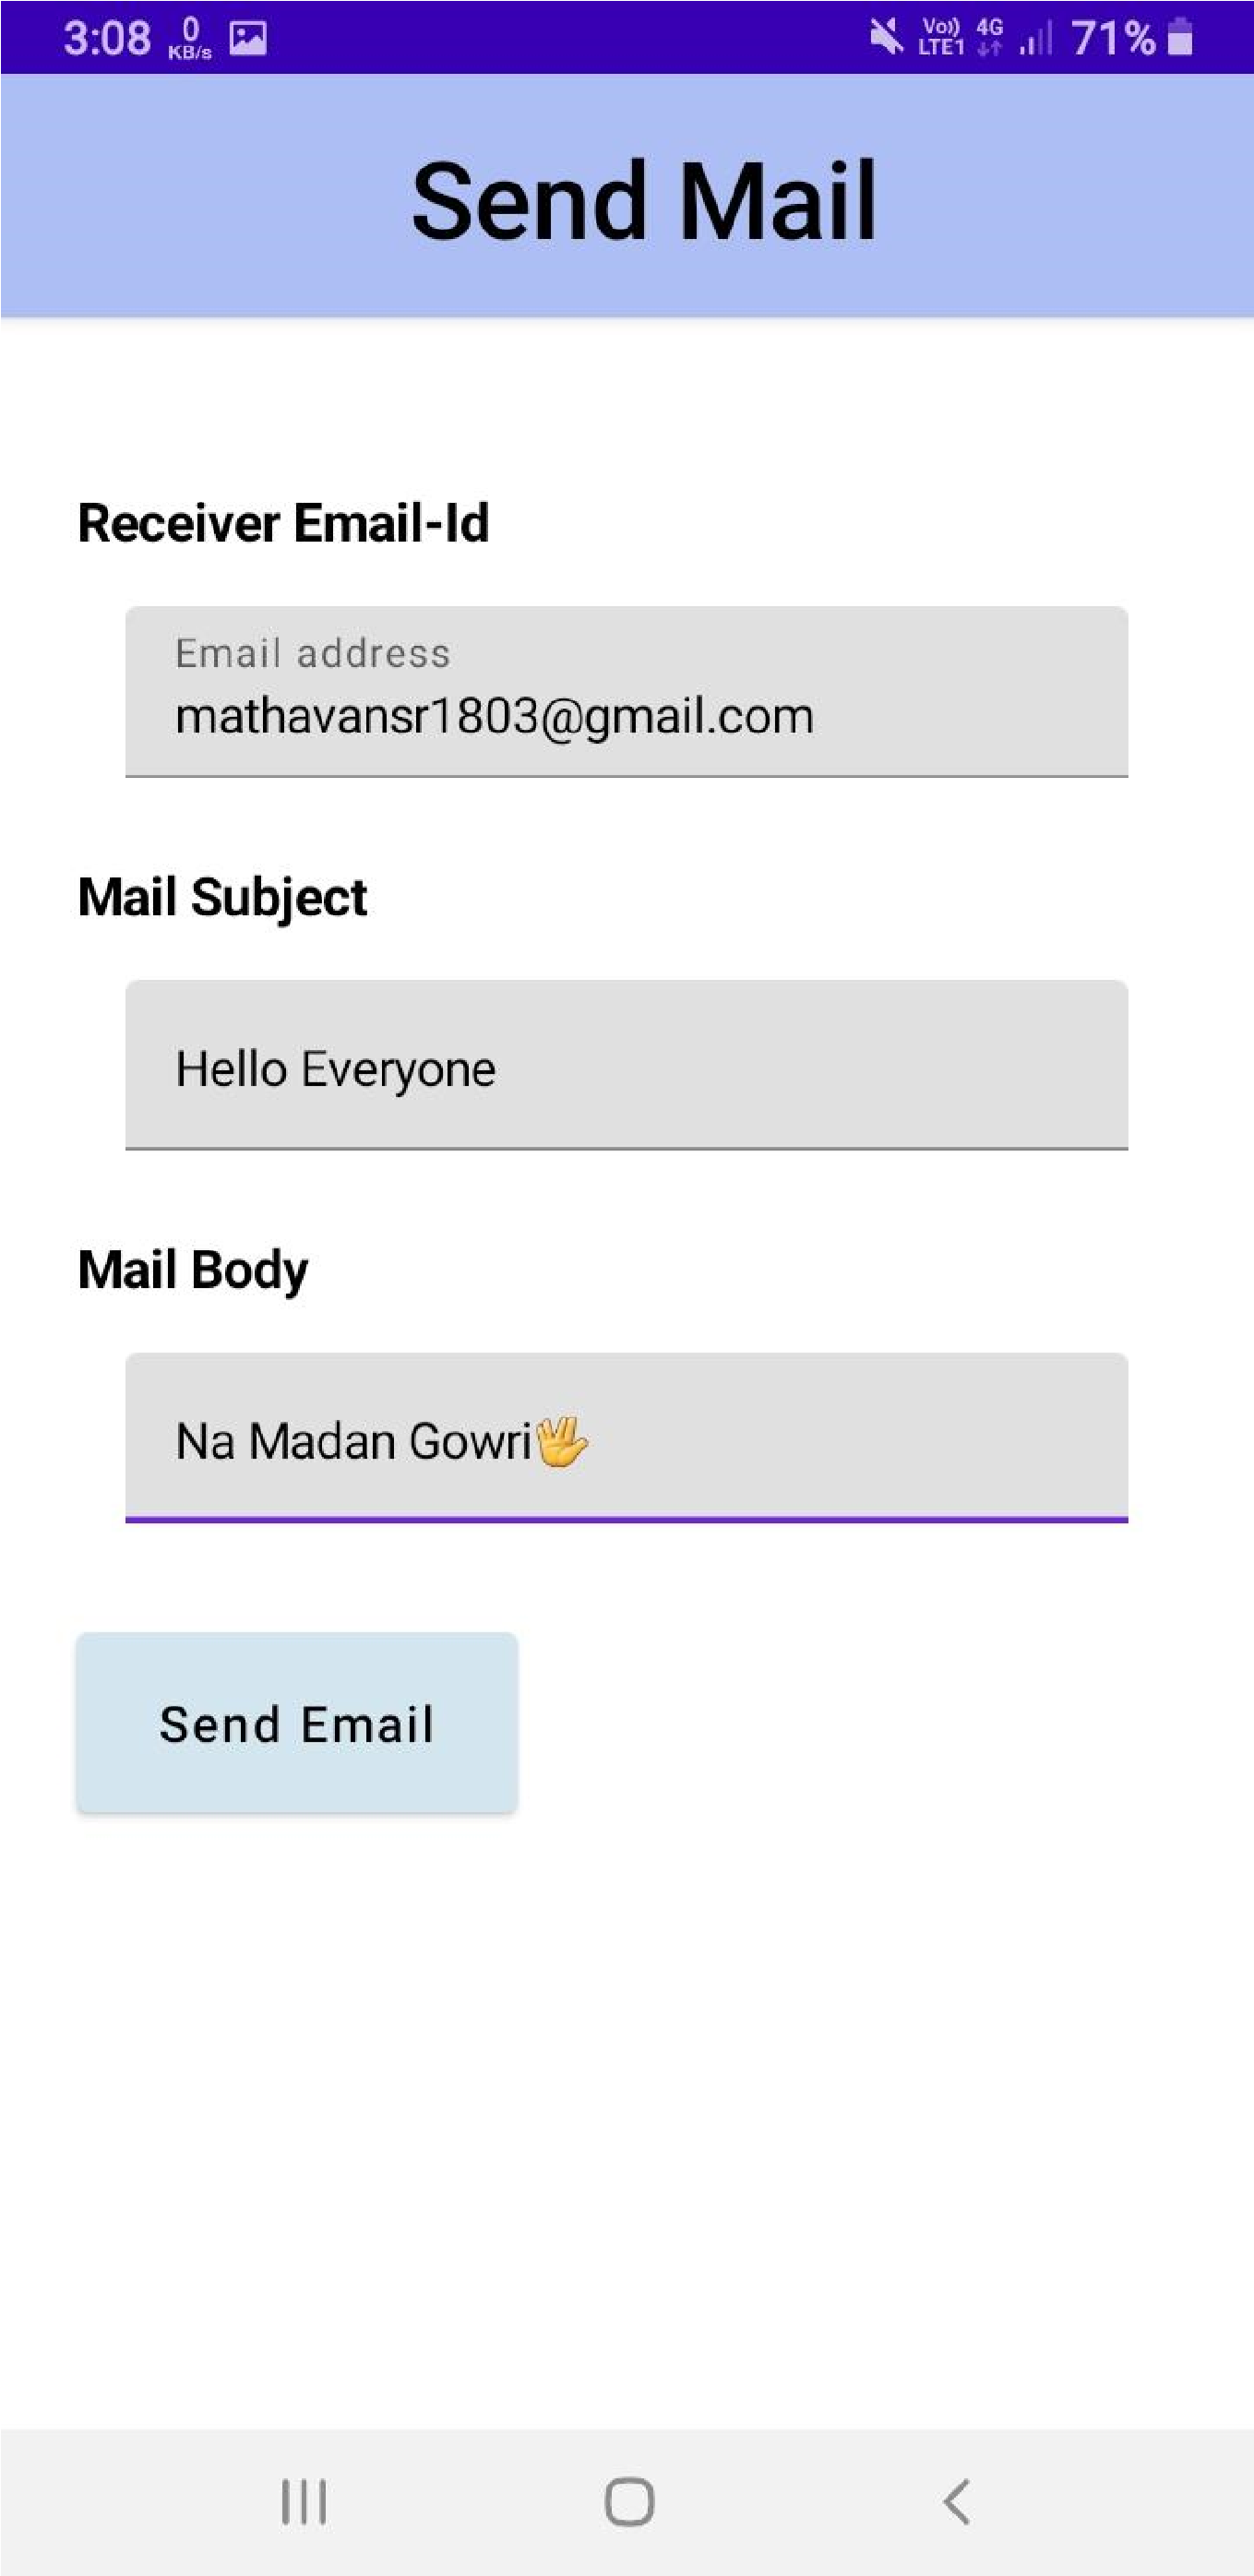 3:08 0 KB/s Vo)) LTE1 4G 71%
Send Mail
Receiver Email-Id
Email address
mathavansr1803@gmail.com
Mail Subject
Hello Everyone
Mail Body
Na Madan Gowri🖖
Send Email